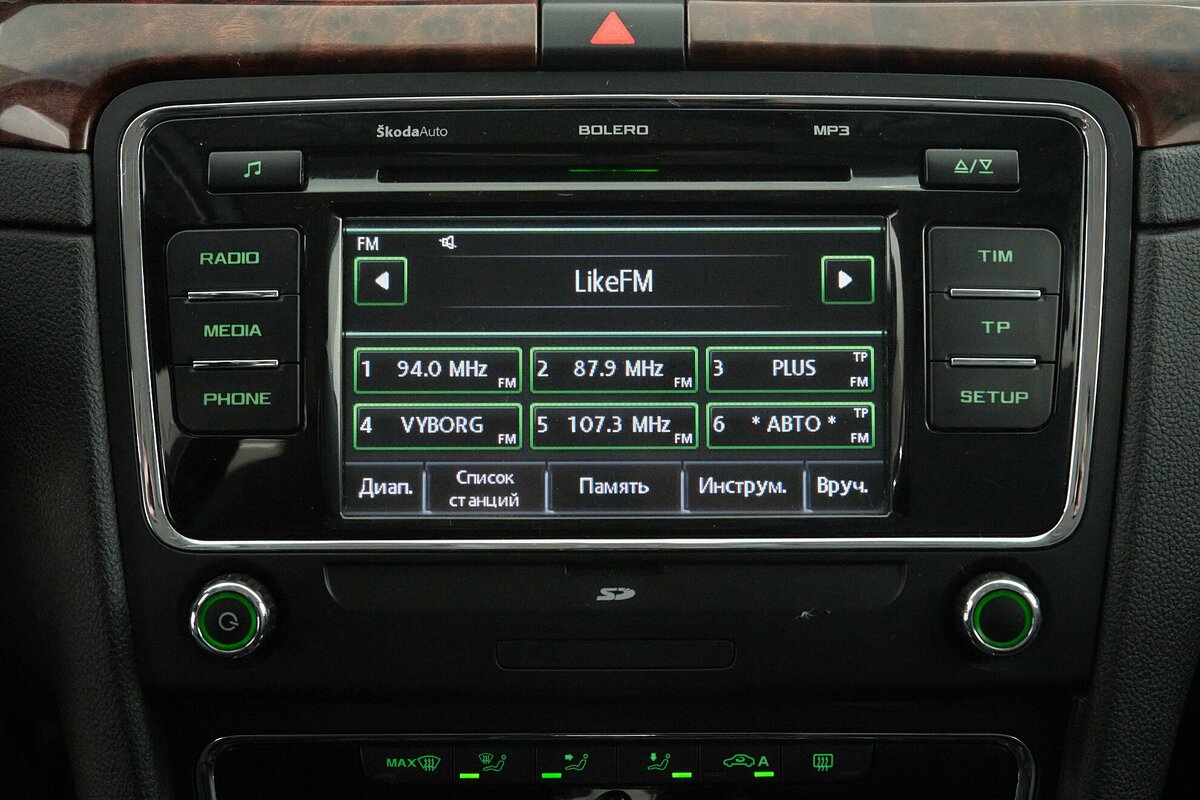 ŠkodaAuto BOLERO MP3
RADIO
MEDIA
PHONE
FM
LikeFM
1 94.0 MHz FM
2 87.9 MHz FM
3 PLUS TP FM
4 VYBORG FM
5 107.3 MHz FM
6 * АВТО * TP FM
Диап.
Список
станций
Память
Инструм.
Вруч.
TIM
TP
SETUP
SD
MAX
A